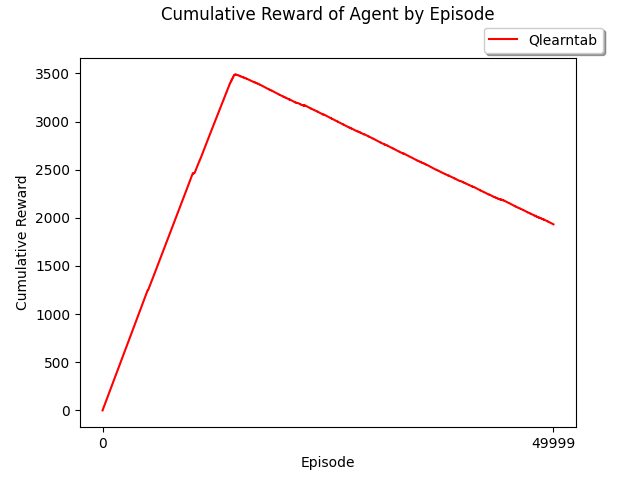 Cumulative Reward of Agent by Episode
Qlearntab
3500
3000
2500
2000
1500
1000
500
0
Cumulative Reward
0
49999
Episode